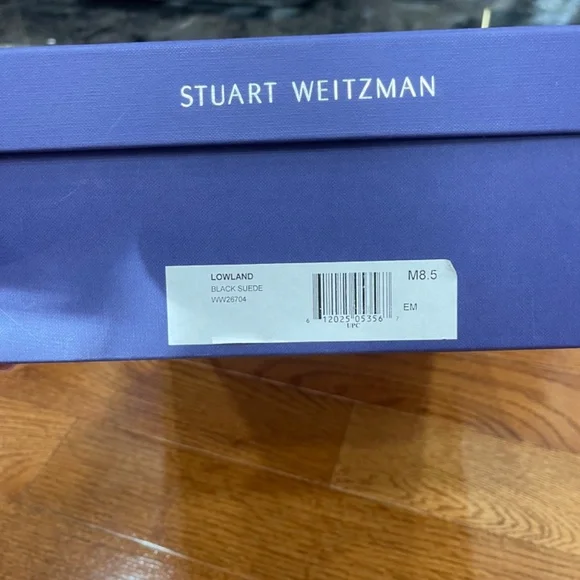 STUART WEITZMAN
LOWLAND
BLACK SUEDE
WW26704
M8.5
6 12025 05356 7
UPC
EM